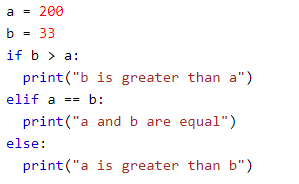 a = 200
b = 33
if b > a:
  print("b is greater than a")
elif a == b:
  print("a and b are equal")
else:
  print("a is greater than b")